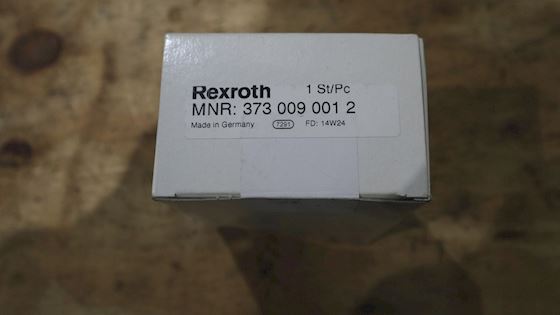 Rexroth 1 St/Pc
MNR: 373 009 001 2
Made in Germany 7291 FD: 14W24